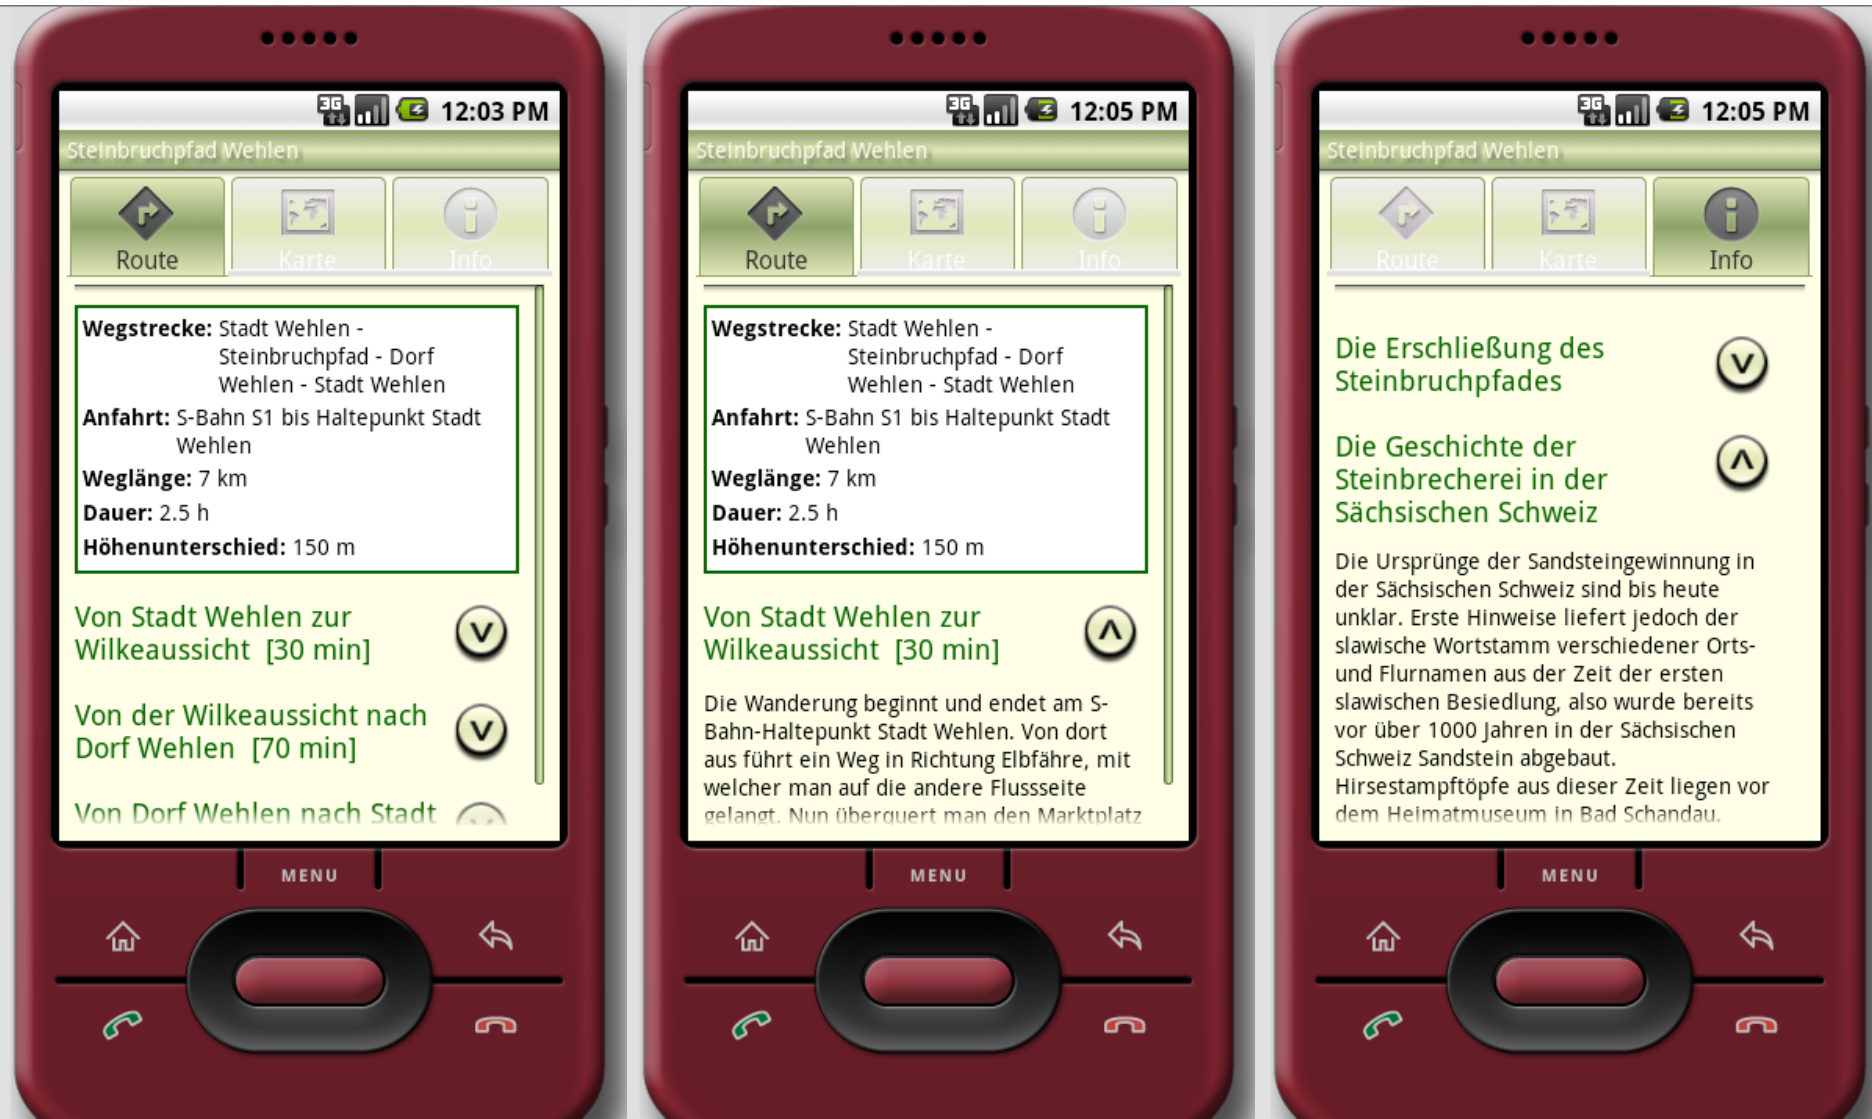 12:03 PM
Steinbruchpfad Wehlen
Route Karte Info
Wegstrecke: Stadt Wehlen -
Steinbruchpfad - Dorf
Wehlen - Stadt Wehlen
Anfahrt: S-Bahn S1 bis Haltepunkt Stadt
Wehlen
Weglänge: 7 km
Dauer: 2.5 h
Höhenunterschied: 150 m
Von Stadt Wehlen zur
Wilkeaussicht [30 min]
Von der Wilkeaussicht nach
Dorf Wehlen [70 min]
Von Dorf Wehlen nach Stadt
MENU
3G 12:05 PM
Steinbruchpfad Wehlen
Route Karte Info
Wegstrecke: Stadt Wehlen -
Steinbruchpfad - Dorf
Wehlen - Stadt Wehlen
Anfahrt: S-Bahn S1 bis Haltepunkt Stadt
Wehlen
Weglänge: 7 km
Dauer: 2.5 h
Höhenunterschied: 150 m
Von Stadt Wehlen zur
Wilkeaussicht [30 min]
Die Wanderung beginnt und endet am S-
Bahn-Haltepunkt Stadt Wehlen. Von dort
aus führt ein Weg in Richtung Elbfähre, mit
welcher man auf die andere Flussseite
gelangt. Nun überquert man den Marktplatz
MENU
3G 12:05 PM
Steinbruchpfad Wehlen
Route Karte Info
Die Erschließung des
Steinbruchpfades
Die Geschichte der
Steinbrecherei in der
Sächsischen Schweiz
Die Ursprünge der Sandsteingewinnung in
der Sächsischen Schweiz sind bis heute
unklar. Erste Hinweise liefert jedoch der
slawische Wortstamm verschiedener Orts-
und Flurnamen aus der Zeit der ersten
slawischen Besiedlung, also wurde bereits
vor über 1000 Jahren in der Sächsischen
Schweiz Sandstein abgebaut.
Hirsestampftöpfe aus dieser Zeit liegen vor
dem Heimatmuseum in Bad Schandau.
MENU